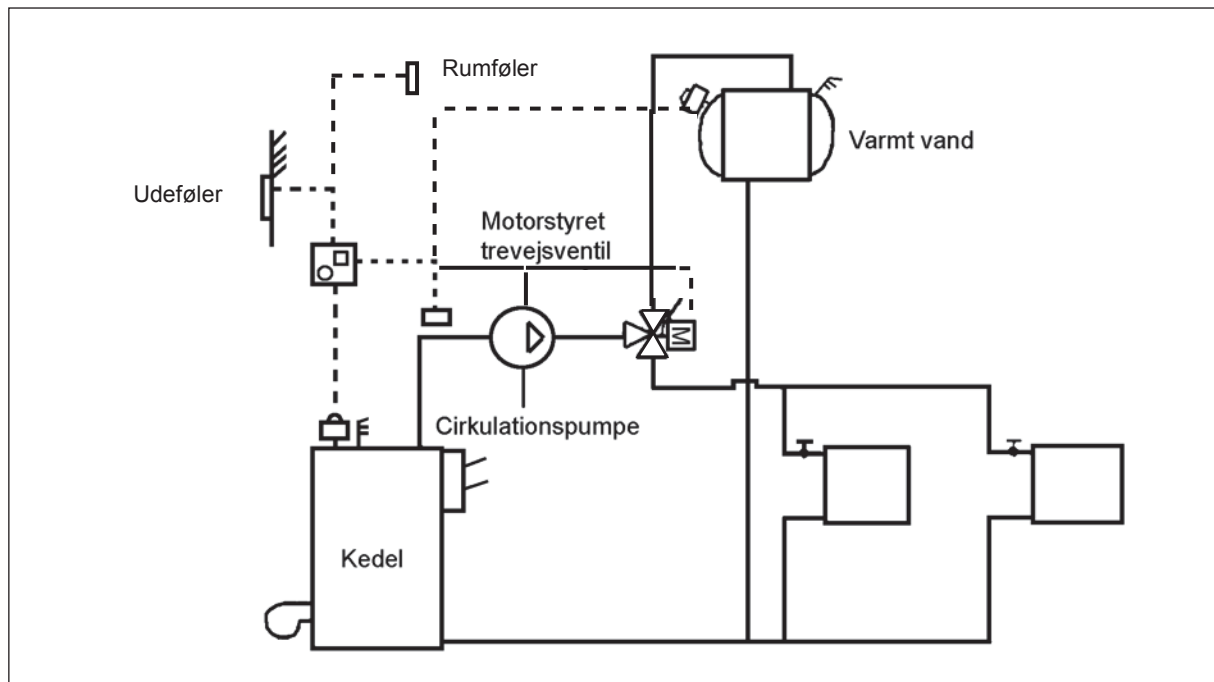 Rumføler
Varmt vand
Udeføler
Motorstyret
trevejsventil
M
Cirkulationspumpe
Kedel